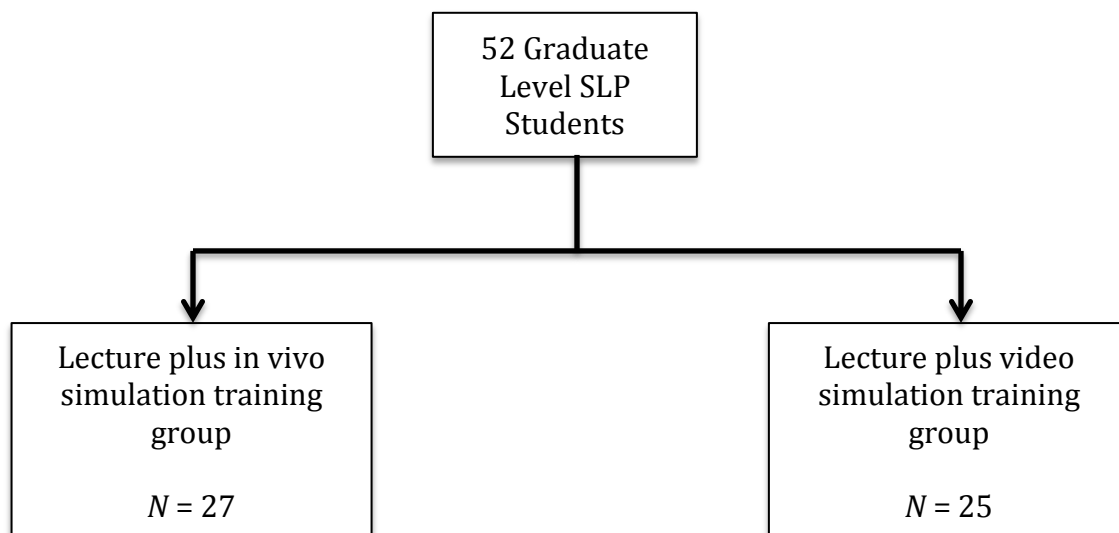 52 Graduate
Level SLP
Students
Lecture plus in vivo
simulation training
group
N = 27
Lecture plus video
simulation training
group
N = 25